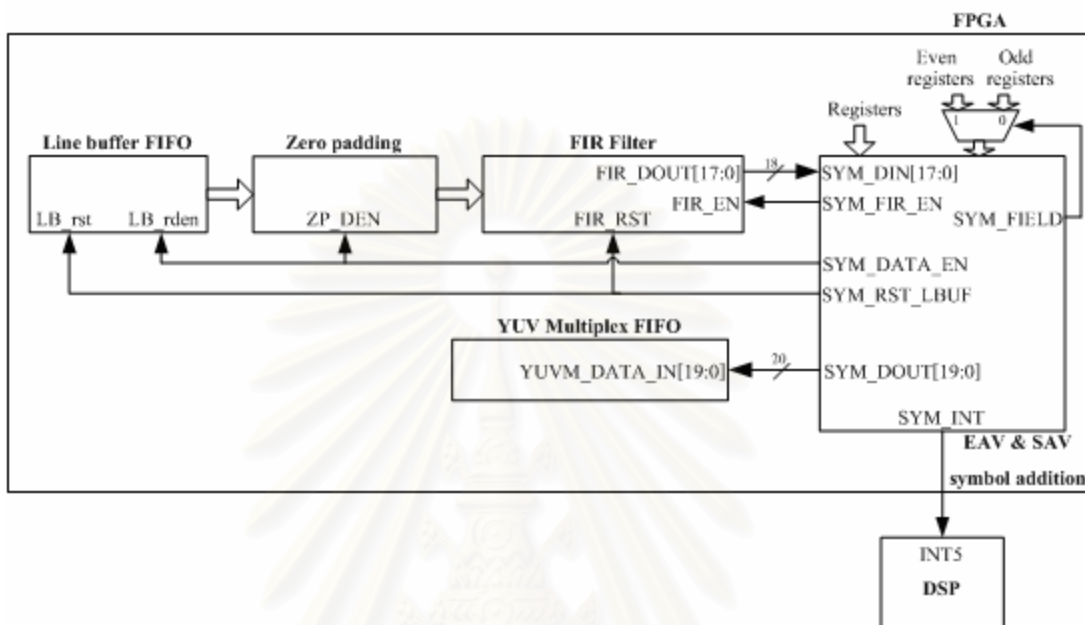 FPGA
Even registers
Odd registers
Registers
1
0
Line buffer FIFO
Zero padding
FIR Filter
LB_rst
LB_rden
ZP_DEN
FIR_DOUT[17:0]
FIR_EN
FIR_RST
18
SYM_DIN[17:0]
SYM_FIR_EN
SYM_FIELD
SYM_DATA_EN
SYM_RST_LBUF
YUV Multiplex FIFO
YUVM_DATA_IN[19:0]
20
SYM_DOUT[19:0]
SYM_INT
EAV & SAV
symbol addition
INT5
DSP